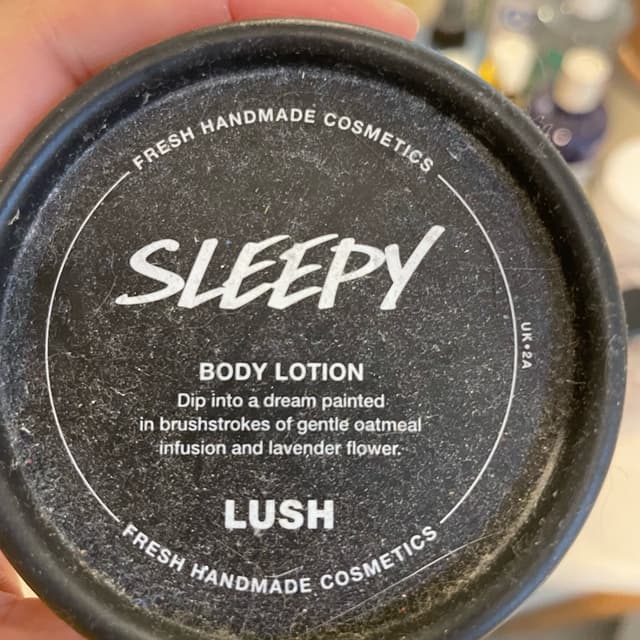 FRESH HANDMADE COSMETICS
SLEEPY
UK•2A
BODY LOTION
Dip into a dream painted
in brushstrokes of gentle oatmeal
infusion and lavender flower.
LUSH
FRESH HANDMADE COSMETICS